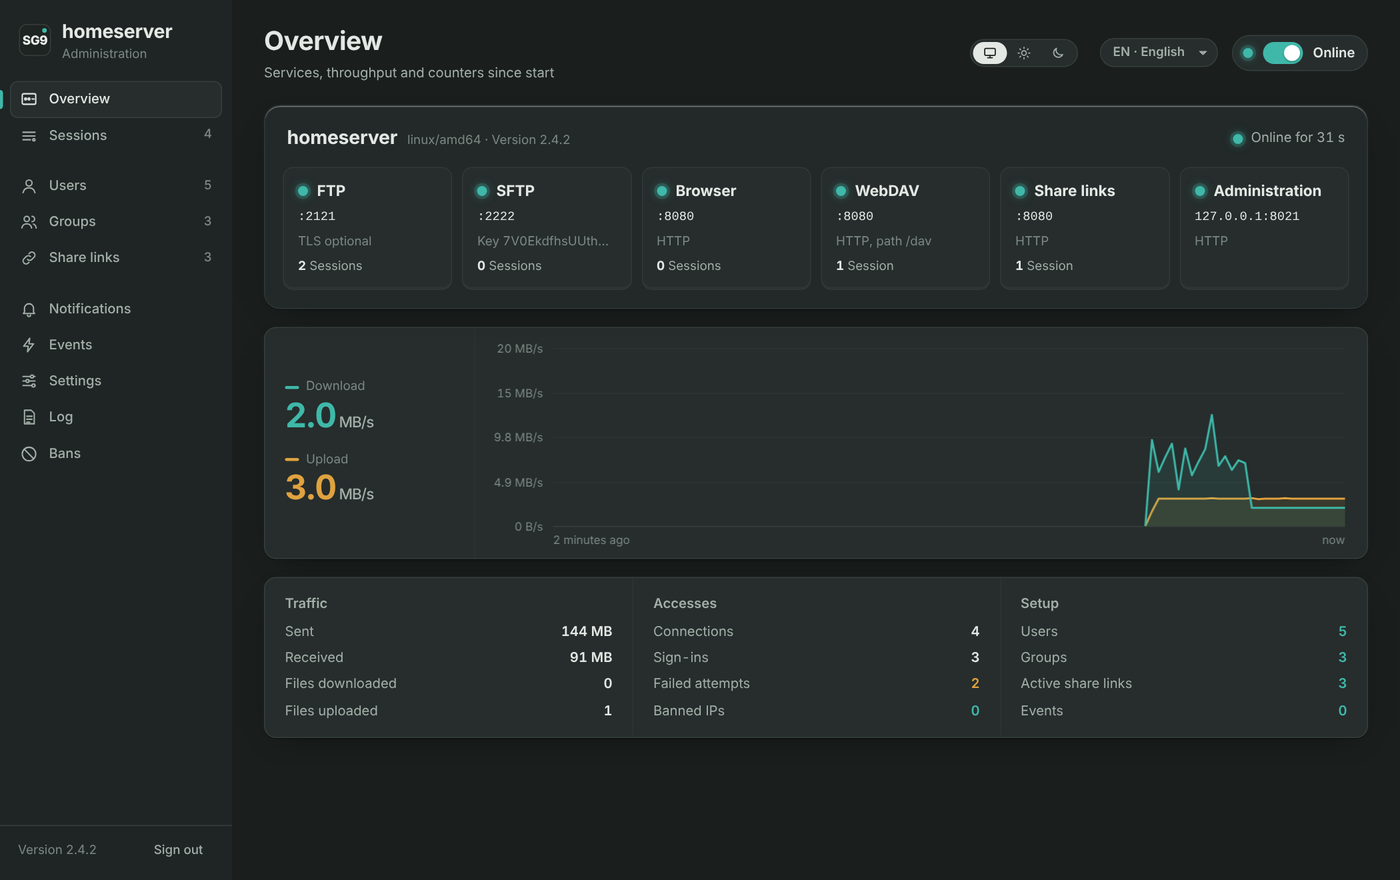 SG9
homeserver
Administration
Overview
Sessions 4
Users 5
Groups 3
Share links 3
Notifications
Events
Settings
Log
Bans
Version 2.4.2 Sign out
Overview
Services, throughput and counters since start
EN · English
Online
homeserver linux/amd64 · Version 2.4.2
Online for 31 s
FTP
:2121
TLS optional
2 Sessions
SFTP
:2222
Key 7V0EkdfhsUUth...
0 Sessions
Browser
:8080
HTTP
0 Sessions
WebDAV
:8080
HTTP, path /dav
1 Session
Share links
:8080
HTTP
1 Session
Administration
127.0.0.1:8021
HTTP
Download
2.0 MB/s
Upload
3.0 MB/s
20 MB/s
15 MB/s
9.8 MB/s
4.9 MB/s
0 B/s
2 minutes ago now
Traffic
Sent 144 MB
Received 91 MB
Files downloaded 0
Files uploaded 1
Accesses
Connections 4
Sign-ins 3
Failed attempts 2
Banned IPs 0
Setup
Users 5
Groups 3
Active share links 3
Events 0